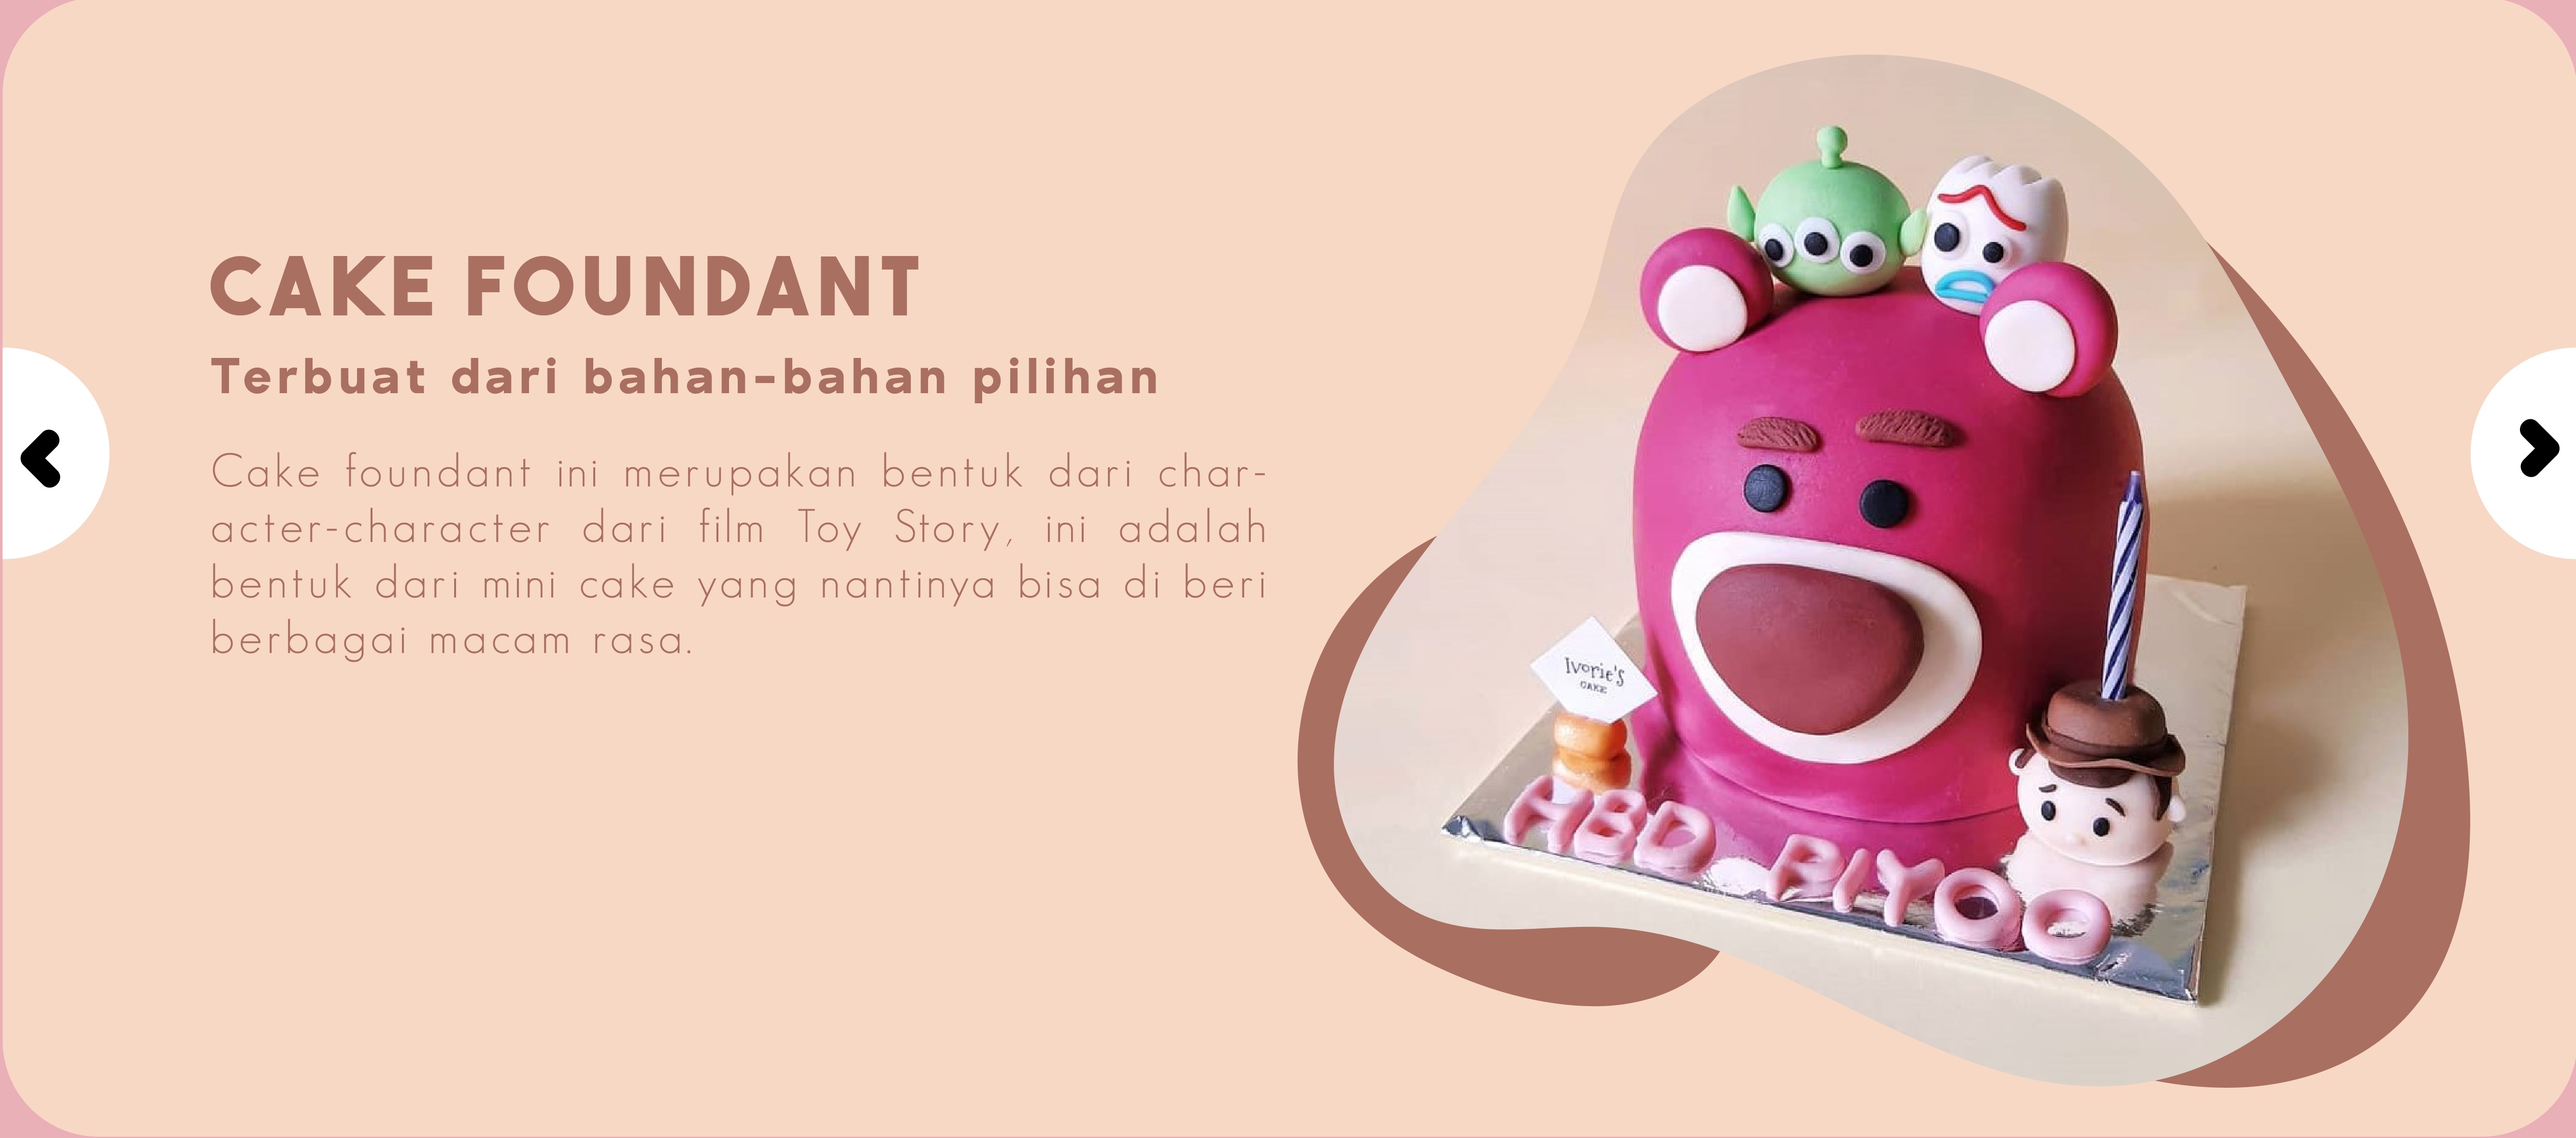 CAKE FOUNDANT
Terbuat dari bahan-bahan pilihan
Cake foundant ini merupakan bentuk dari char-
acter-character dari film Toy Story, ini adalah
bentuk dari mini cake yang nantinya bisa di beri
berbagai macam rasa.
Ivorie's
CAKE
HBD PIYOO